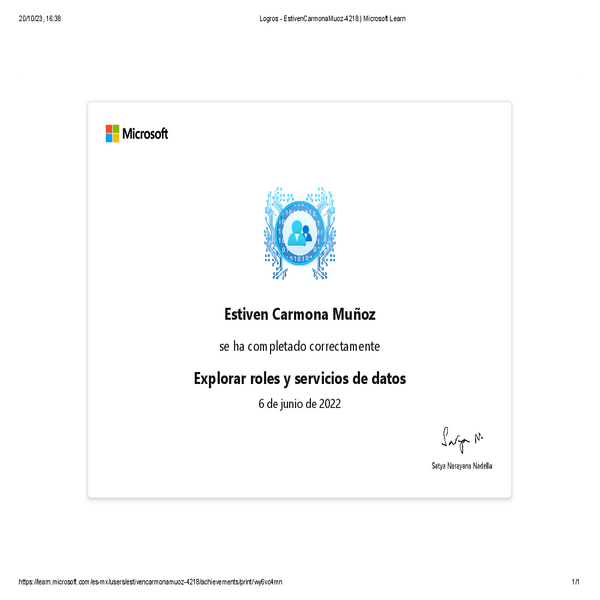 20/10/23, 16:38
Logros - EstivenCarmonaMuoz-4218 | Microsoft Learn
Microsoft
Estiven Carmona Muñoz
se ha completado correctamente
Explorar roles y servicios de datos
6 de junio de 2022
Satya N.
Satya Narayana Nadella
https://learn.microsoft.com/es-mx/users/estivencarmonamuoz-4218/achievements/print/wy6vo4mn
1/1